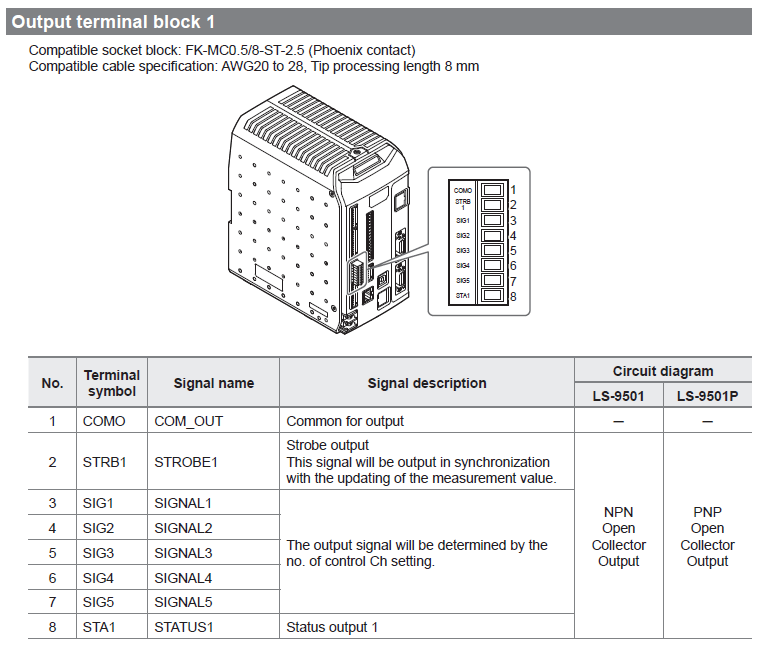 Output terminal block 1
Compatible socket block: FK-MC0.5/8-ST-2.5 (Phoenix contact)
Compatible cable specification: AWG20 to 28, Tip processing length 8 mm
COMO 1
STRB
1 2
SIG1 3
SIG2 4
SIG3 5
SIG4 6
SIG5 7
STA1 8
No. Terminal symbol Signal name Signal description Circuit diagram
LS-9501 LS-9501P
1 COMO COM_OUT Common for output — —
2 STRB1 STROBE1 Strobe output
This signal will be output in synchronization
with the updating of the measurement value.
3 SIG1 SIGNAL1
4 SIG2 SIGNAL2
5 SIG3 SIGNAL3
6 SIG4 SIGNAL4
7 SIG5 SIGNAL5
The output signal will be determined by the
no. of control Ch setting.
8 STA1 STATUS1 Status output 1
NPN
Open
Collector
Output
PNP
Open
Collector
Output